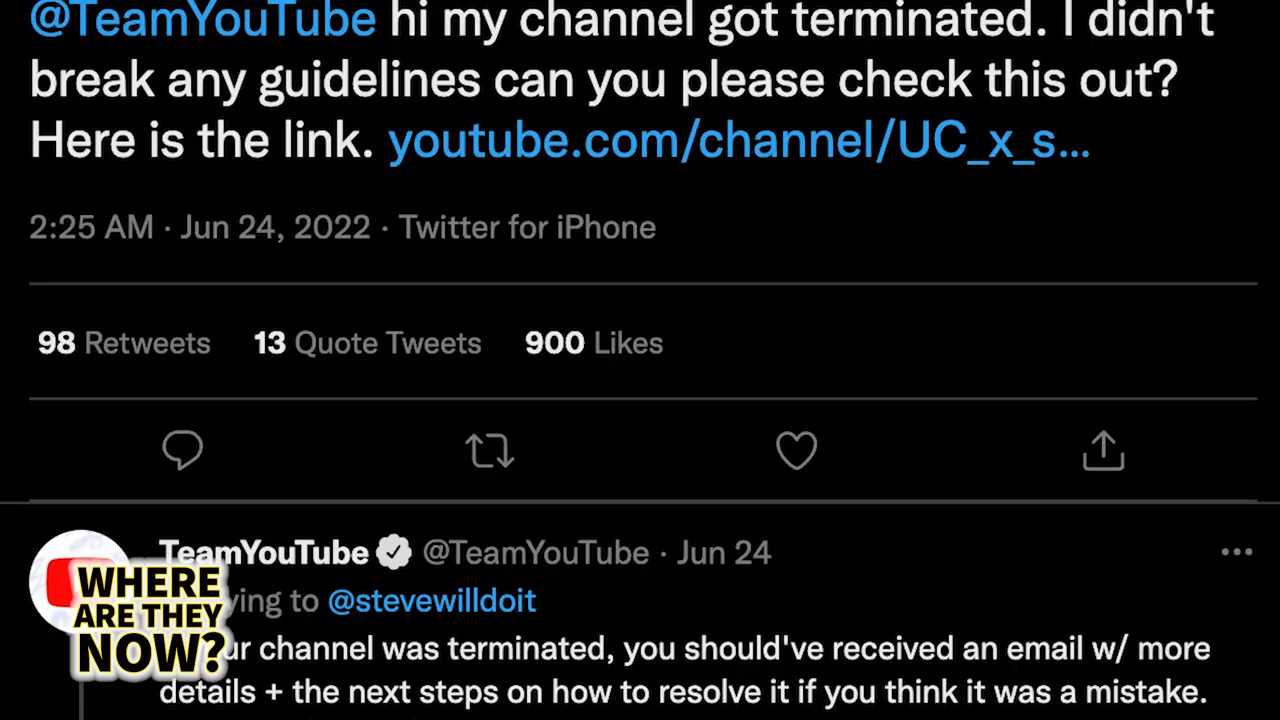 @TeamYouTube hi my channel got terminated. I didn't
break any guidelines can you please check this out?
Here is the link. youtube.com/channel/UC_x_s...
2:25 AM · Jun 24, 2022 · Twitter for iPhone
98 Retweets 13 Quote Tweets 900 Likes
TeamYouTube @TeamYouTube · Jun 24
ying to @stevewilldoit
ur channel was terminated, you should've received an email w/ more
details + the next steps on how to resolve it if you think it was a mistake.
WHERE
ARE THEY
NOW?